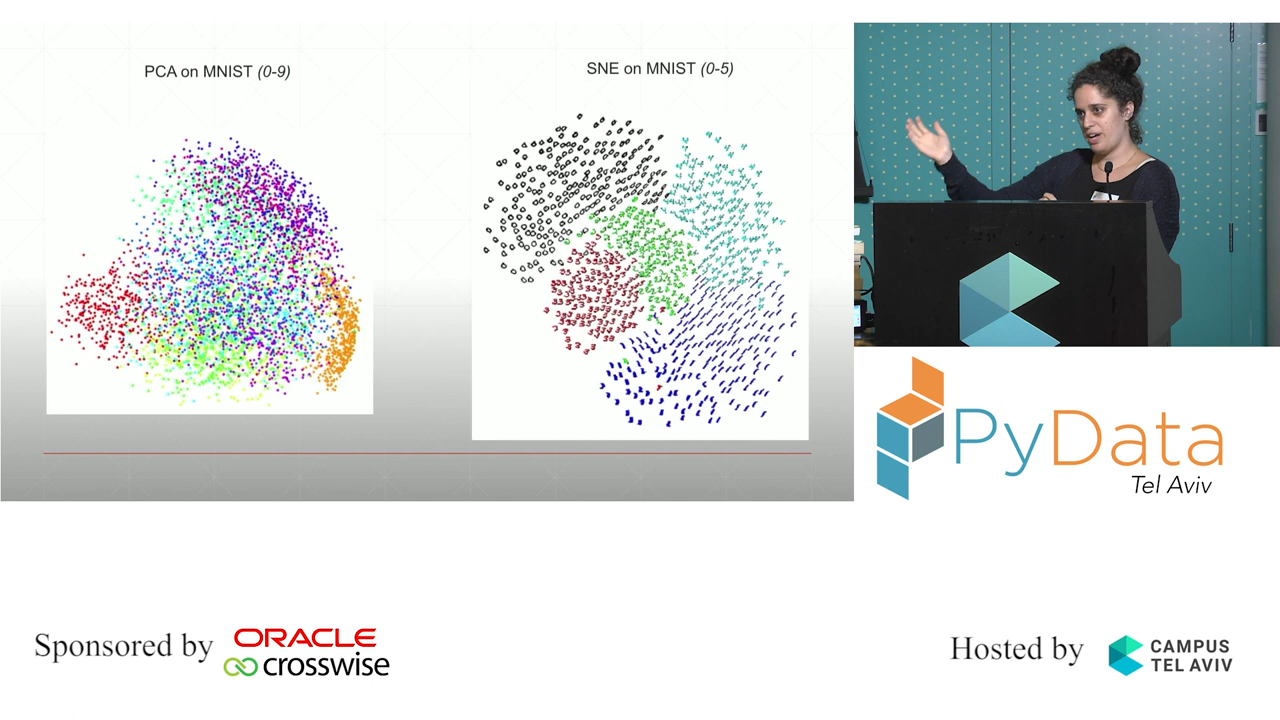 PCA on MNIST (0-9)
SNE on MNIST (0-5)
PyData
Tel Aviv
Sponsored by
ORACLE
crosswise
Hosted by
CAMPUS
TEL AVIV